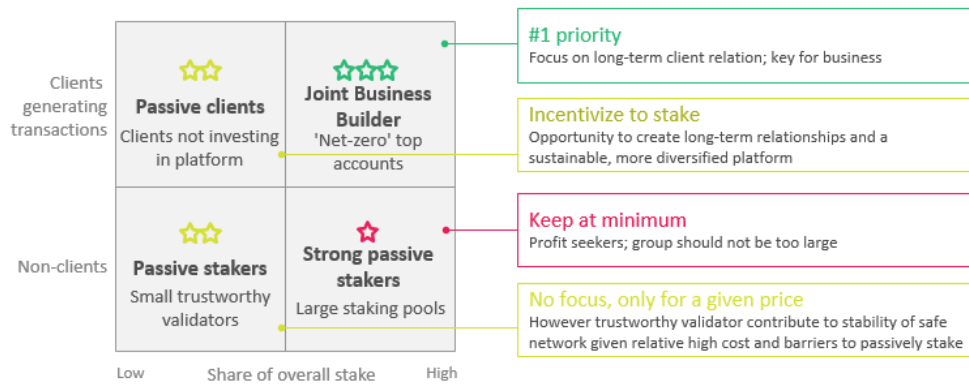 Clients
generating
transactions
Non-clients
Passive clients
Clients not investing
in platform
Joint Business
Builder
'Net-zero' top
accounts
Passive stakers
Small trustworthy
validators
Strong passive
stakers
Large staking pools
Low
Share of overall stake
High
#1 priority
Focus on long-term client relation; key for business
Incentivize to stake
Opportunity to create long-term relationships and a
sustainable, more diversified platform
Keep at minimum
Profit seekers; group should not be too large
No focus, only for a given price
However trustworthy validator contribute to stability of safe
network given relative high cost and barriers to passively stake